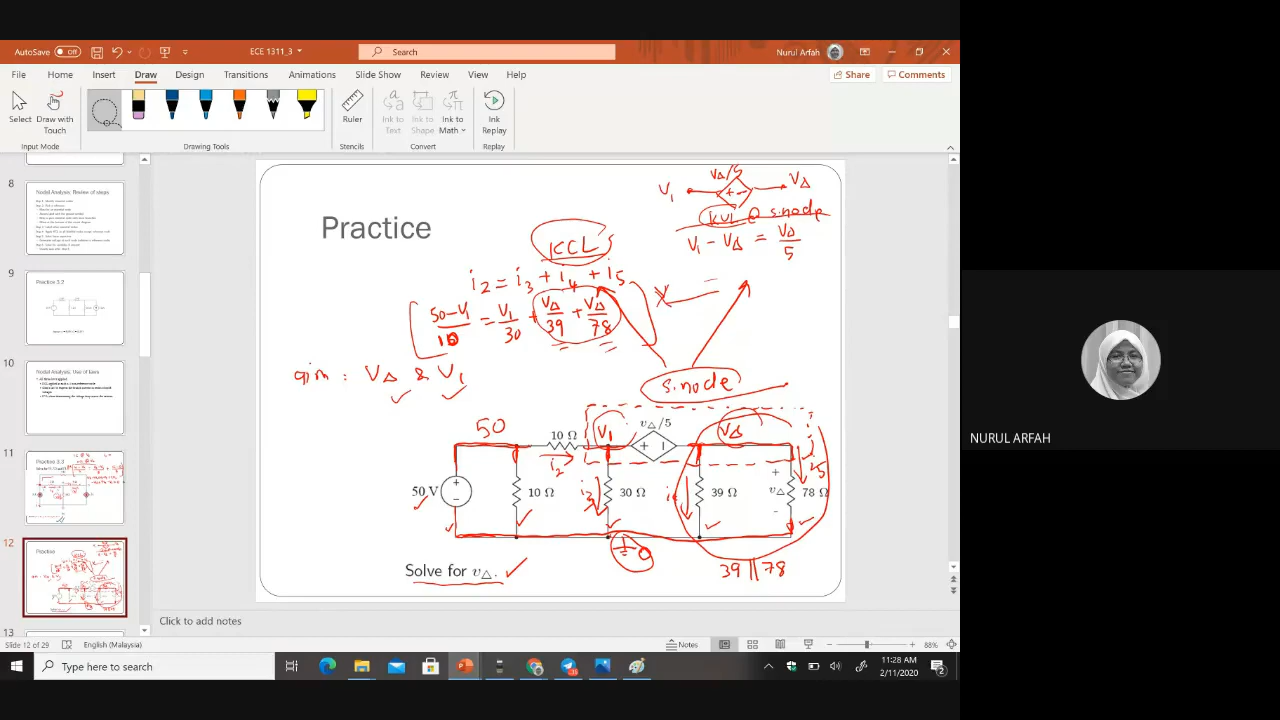 AutoSave Off
ECE 1311_3
Search
Nurul Arfah
File Home Insert Draw Design Transitions Animations Slide Show Review View Help
Share Comments
Select
Draw with Touch
Ruler
Ink to Text
Ink to Shape
Ink to Math
Ink Replay
Input Mode
Drawing Tools
Stencils
Convert
Replay
8
Nodal Analysis: Review of steps
9
Practice 3.2
10
Nodal Analysis: Use of Laws
11
Practice 3.3
12
Practice
13
Practice
V₁ VΔ/5 + − VΔ
KVL @ s.node
V₁ − VΔ = VΔ/5
KCL
i₂ = i₃ + i₄ + i₅
50−V₁/10 = V₁/30 + VΔ/39 + VΔ/78
aim : VΔ & V₁
s.node
50
10 Ω
i₂
V₁
v△/5
+
VΔ
50 V
+
−
10 Ω
i₃
30 Ω
i₄
39 Ω
+
v△
−
78 Ω
i₅
0
39 || 78
Solve for v△.
Click to add notes
Slide 12 of 29
English (Malaysia)
Notes
88%
Type here to search
11:28 AM
2/11/2020
2
NURUL ARFAH